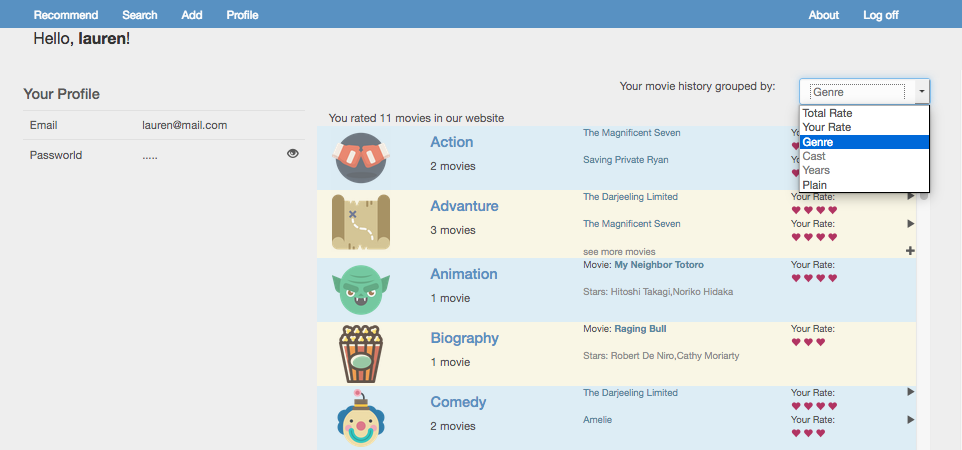 Recommend Search Add Profile About Log off
Hello, lauren!
Your movie history grouped by: Genre
Total Rate
Your Rate
Genre
Cast
Years
Plain
Your Profile
Email lauren@mail.com
Passworld .....
You rated 11 movies in our website
Action
2 movies
The Magnificent Seven
Saving Private Ryan
Advanture
3 movies
The Darjeeling Limited Your Rate:
The Magnificent Seven Your Rate:
see more movies
Animation
1 movie
Movie: My Neighbor Totoro Your Rate:
Stars: Hitoshi Takagi,Noriko Hidaka
Biography
1 movie
Movie: Raging Bull Your Rate:
Stars: Robert De Niro,Cathy Moriarty
Comedy
2 movies
The Darjeeling Limited Your Rate:
Amelie Your Rate: